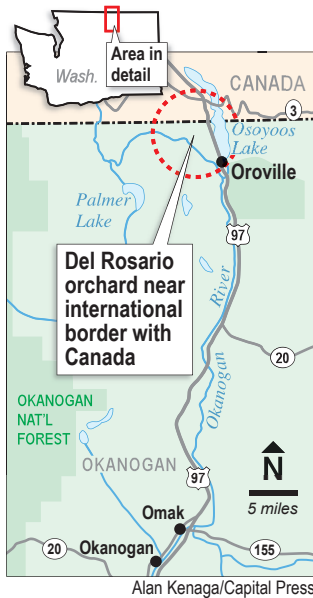 Wash.
Area in
detail
CANADA
3
Osoyoos
Lake
Oroville
Palmer
Lake
97
Del Rosario
orchard near
international
border with
Canada
River
Okanogan
20
OKANOGAN
NAT'L
FOREST
OKANOGAN
97
N
5 miles
Omak
20
Okanogan
155
Alan Kenaga/Capital Press